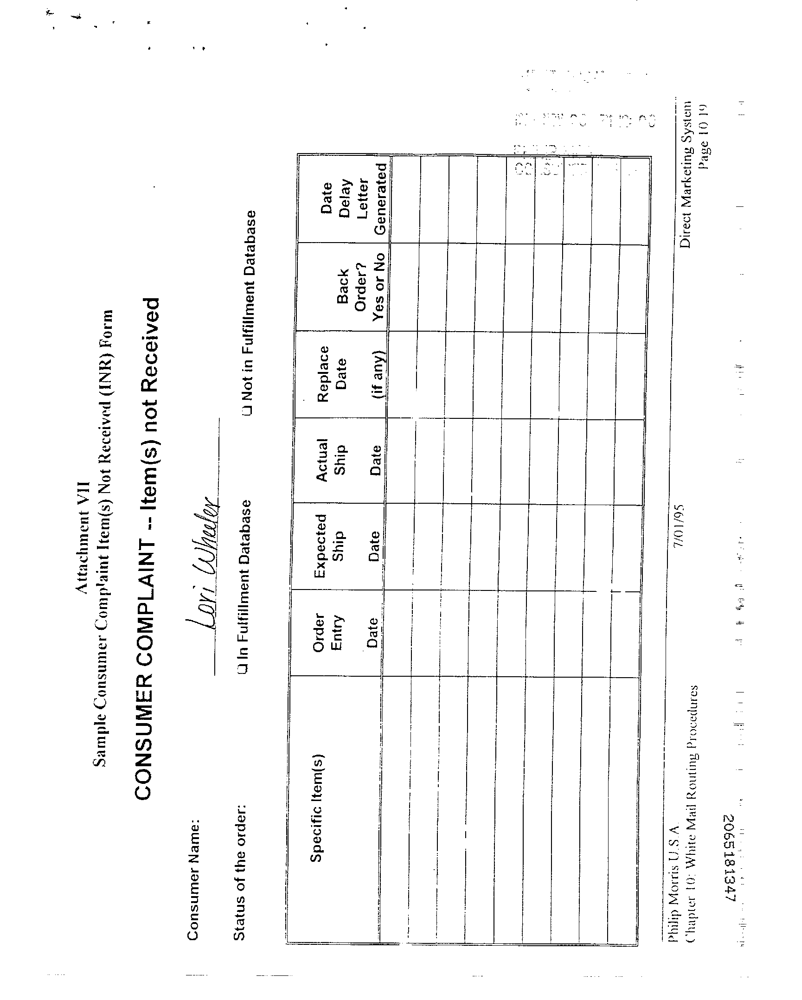 Attachment VII
Sample Consumer Complaint Item(s) Not Received (INR) Form
CONSUMER COMPLAINT -- Item(s) not Received
Consumer Name: Lori Wheeler
Status of the order: ❑ In Fulfillment Database ❑ Not in Fulfillment Database
Specific Item(s)
Order Entry Date
Expected Ship Date
Actual Ship Date
Replace Date (if any)
Back Order? Yes or No
Date Delay Letter Generated
Philip Morris U.S.A. 7/01/95 Direct Marketing System
Chapter 10: White Mail Routing Procedures Page 10 19
2065181347